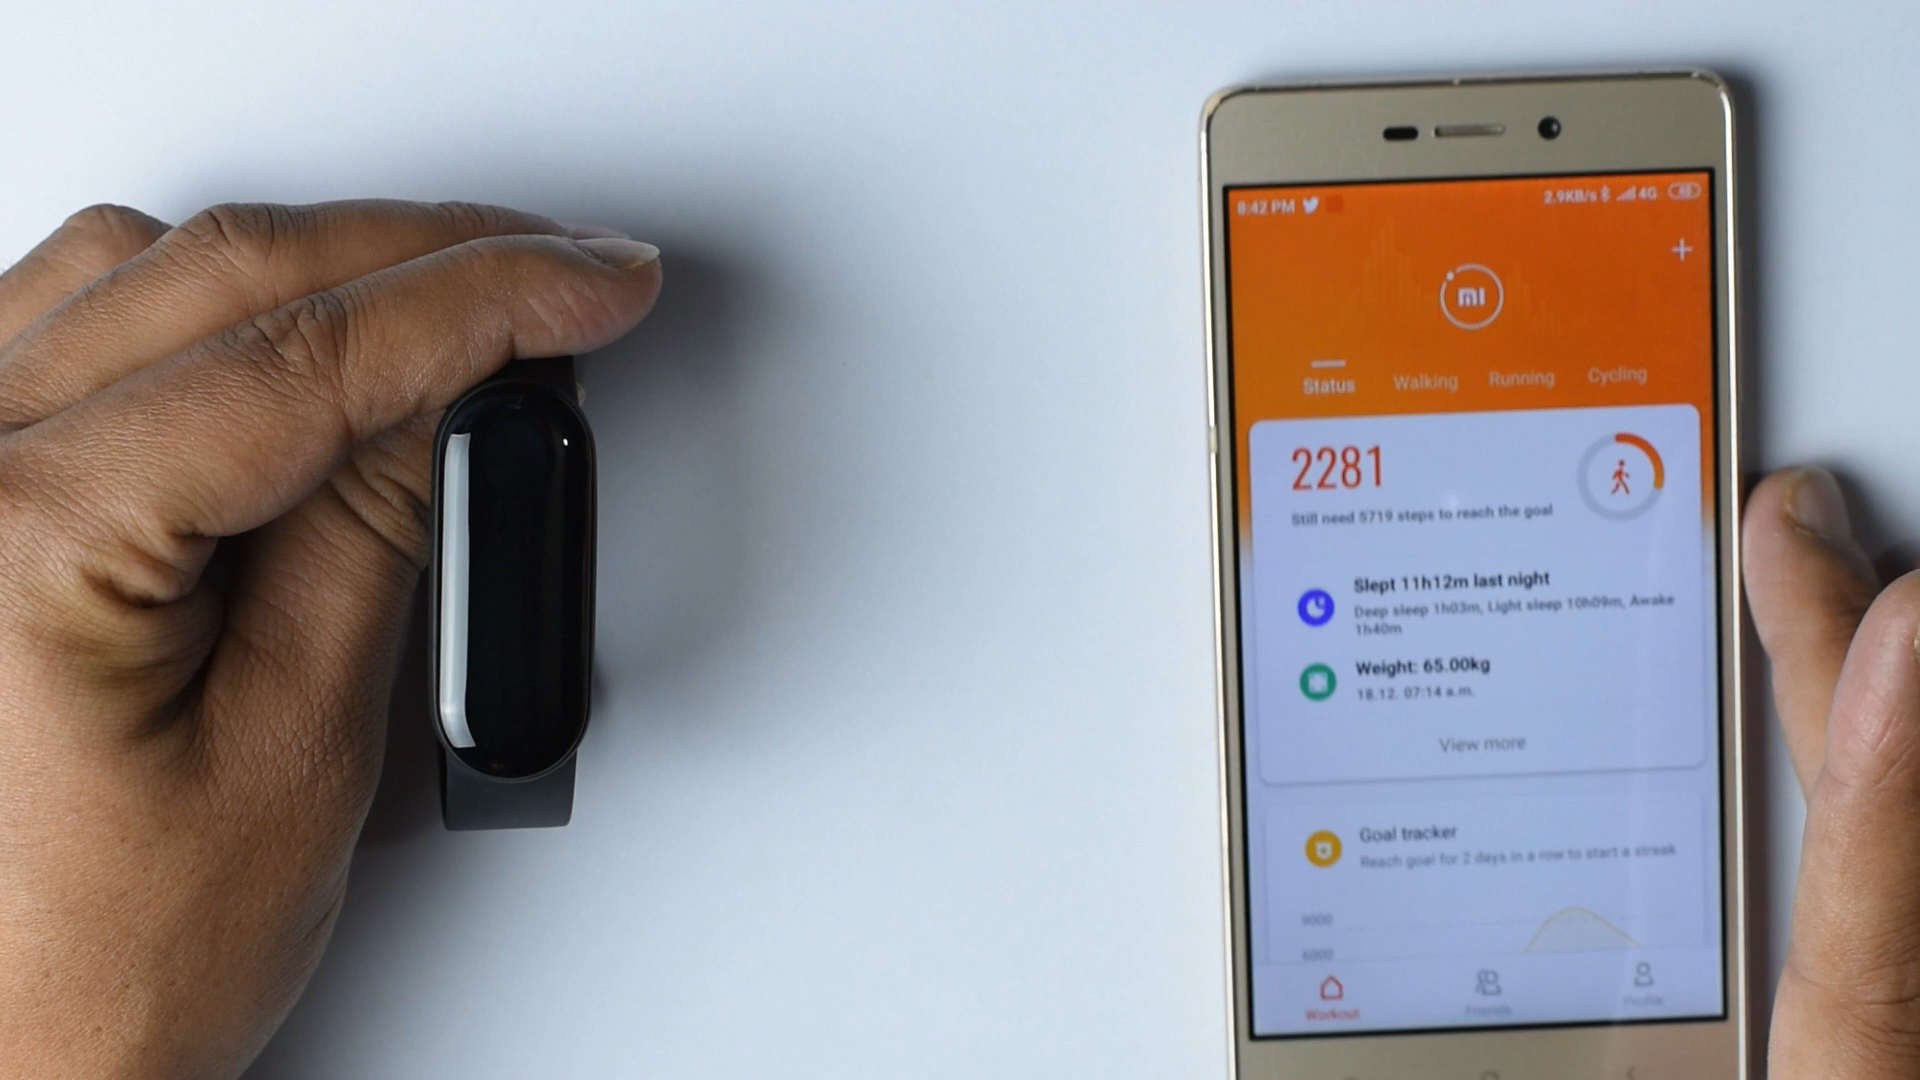 8:42 PM 2.9KB/s 4G 48
+
mi
Status Walking Running Cycling
2281
Still need 5719 steps to reach the goal
Slept 11h12m last night
Deep sleep 1h03m, Light sleep 10h09m, Awake
1h40m
Weight: 65.00kg
18.12. 07:14 a.m.
View more
Goal tracker
Reach goal for 2 days in a row to start a streak
9000
6000
Workout Friends Profile